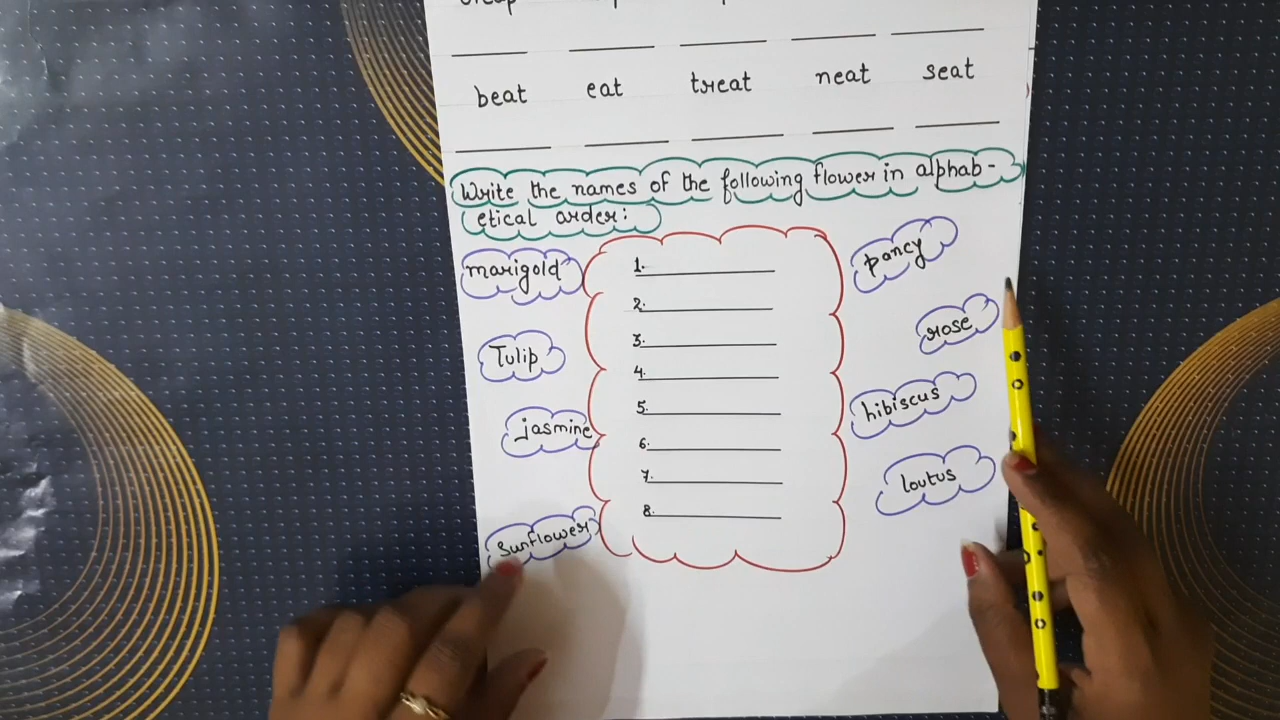 beat eat treat neat seat
Write the names of the following flower in alphab-
etical order:
marigold
Tulip
jasmine
Sunflower
1.
2.
3.
4.
5.
6.
7.
8.
pancy
rose
hibiscus
loutus